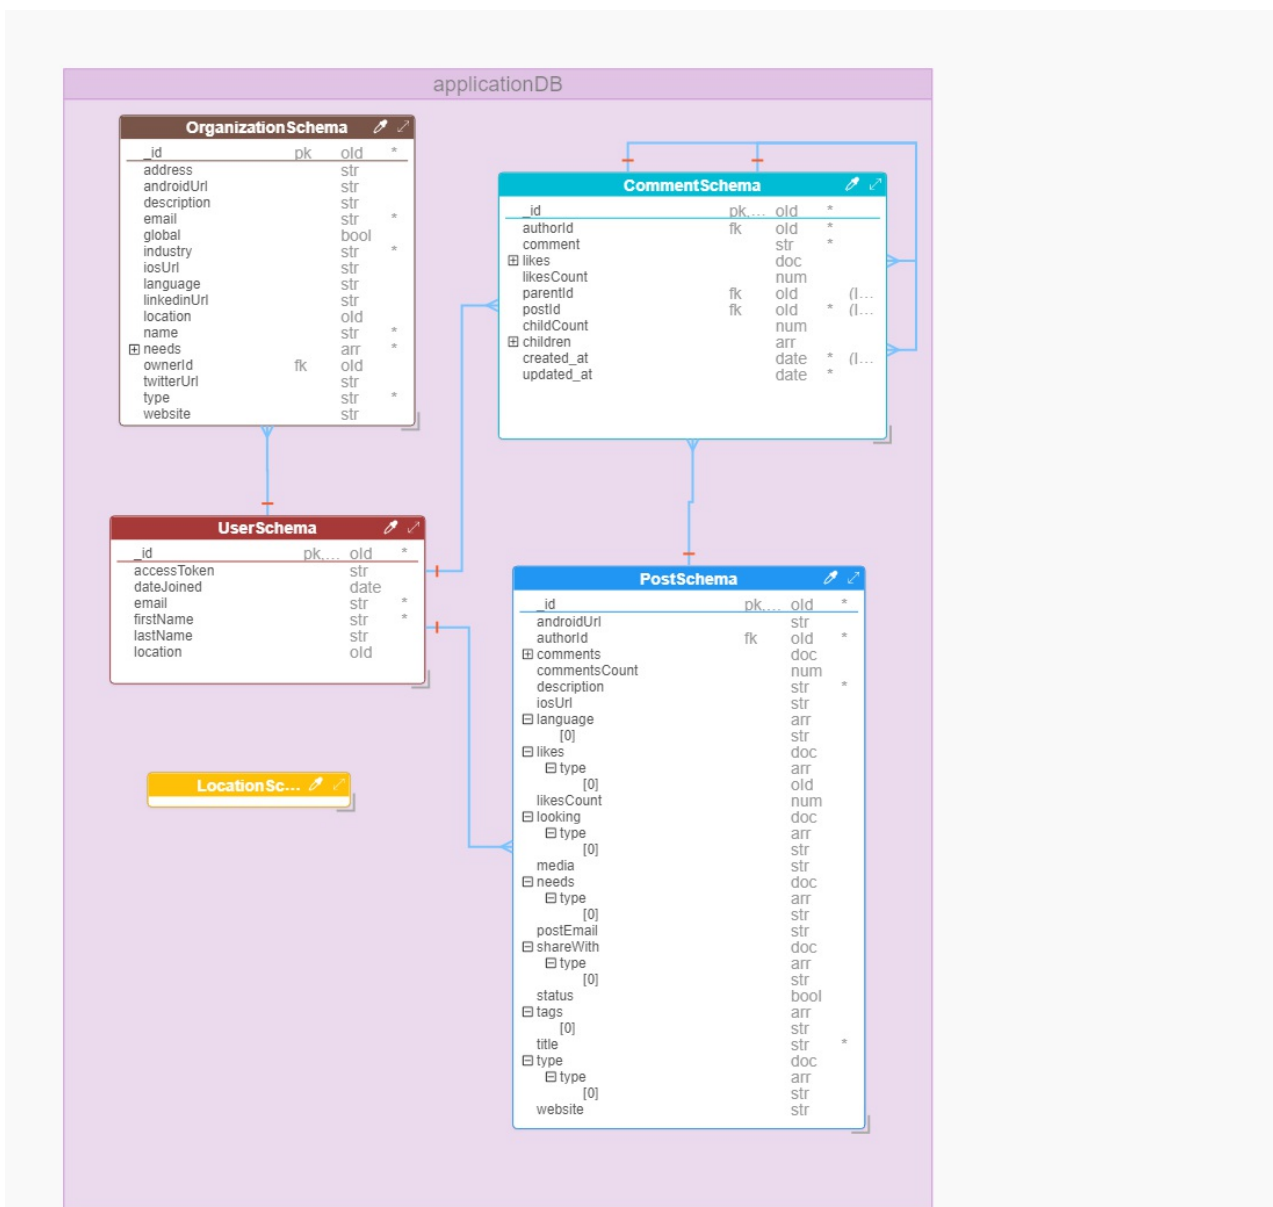 applicationDB
OrganizationSchema
_id pk oId *
address str
androidUrl str
description str
email str *
global bool
industry str *
iosUrl str
language str
linkedinUrl str
location oId
name str *
needs arr *
ownerId fk oId
twitterUrl str
type str *
website str
CommentSchema
_id pk,... oId *
authorId fk oId *
comment str *
likes doc
likesCount num
parentId fk oId (I...
postId fk oId * (I...
childCount num
children arr
created_at date * (I...
updated_at date *
UserSchema
_id pk,... oId *
accessToken str
dateJoined date
email str *
firstName str *
lastName str
location oId
LocationSc...
PostSchema
_id pk,... oId *
androidUrl str
authorId fk oId *
comments doc
commentsCount num
description str *
iosUrl str
language arr
[0] str
likes doc
type arr
[0] oId
likesCount num
looking doc
type arr
[0] str
media str
needs doc
type arr
[0] str
postEmail str
shareWith doc
type arr
[0] str
status bool
tags arr
[0] str
title str *
type doc
type arr
[0] str
website str